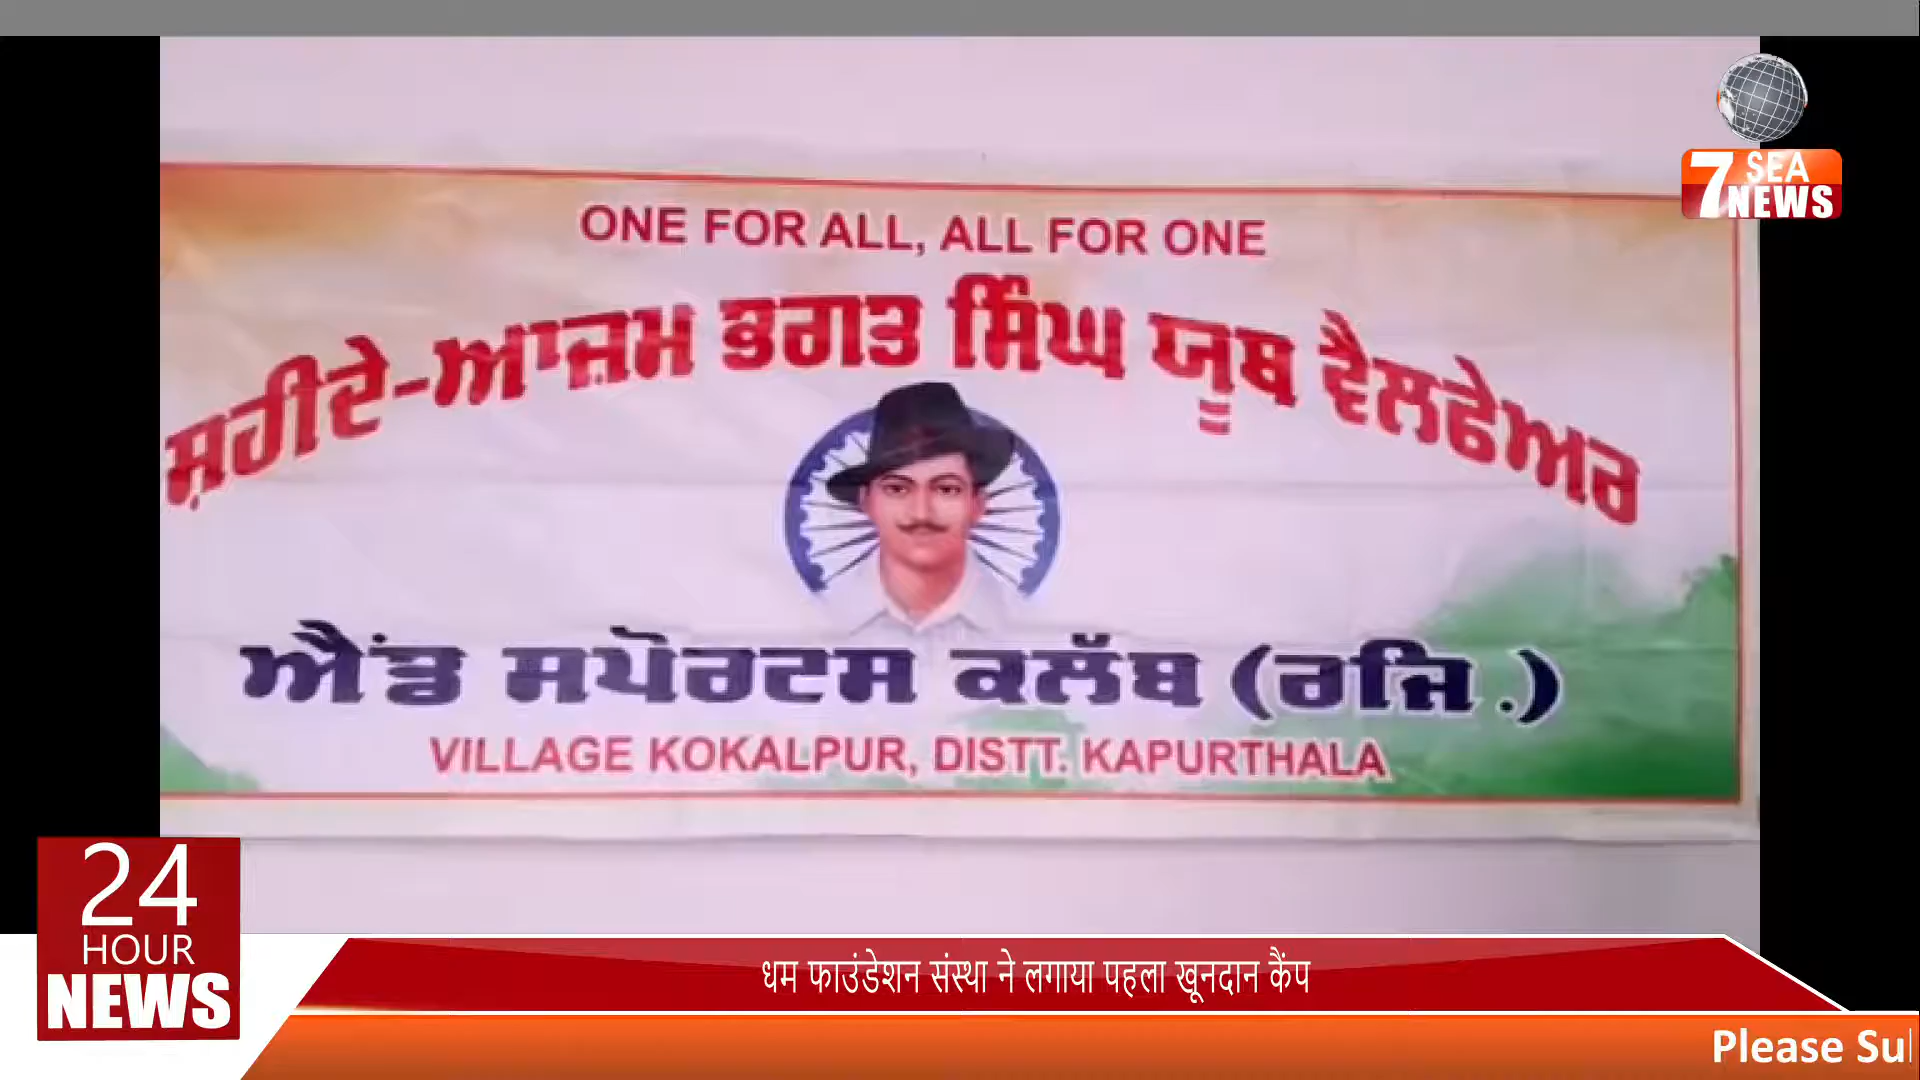 7 SEA
NEWS
ONE FOR ALL, ALL FOR ONE
ਸ਼ਹੀਦੇ-ਆਜ਼ਮ ਭਗਤ ਸਿੰਘ ਯੂਥ ਵੈਲਫੇਅਰ
ਐਂਡ ਸਪੋਰਟਸ ਕਲੱਬ (ਰਜਿ.)
VILLAGE KOKALPUR, DISTT. KAPURTHALA
24
HOUR
NEWS
धम फाउंडेशन संस्था ने लगाया पहला खूनदान कैंप
Please